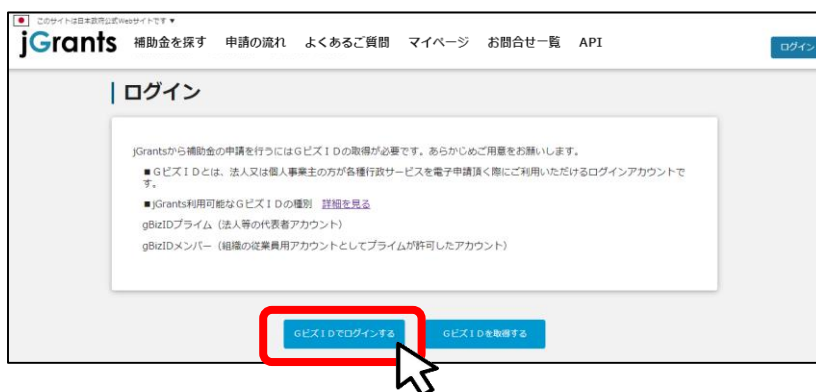 このサイトは日本政府公式Webサイトです ▼
jGrants 補助金を探す 申請の流れ よくあるご質問 マイページ お問合せ一覧 API ログイン
ログイン
jGrantsから補助金の申請を行うにはGビズIDの取得が必要です。あらかじめご用意をお願いします。
■GビズIDとは、法人又は個人事業主の方が各種行政サービスを電子申請頂く際にご利用いただけるログインアカウントで
す。
■jGrants利用可能なGビズIDの種別 詳細を見る
gBizIDプライム（法人等の代表者アカウント）
gBizIDメンバー（組織の従業員用アカウントとしてプライムが許可したアカウント）
GビズIDでログインする GビズIDを取得する